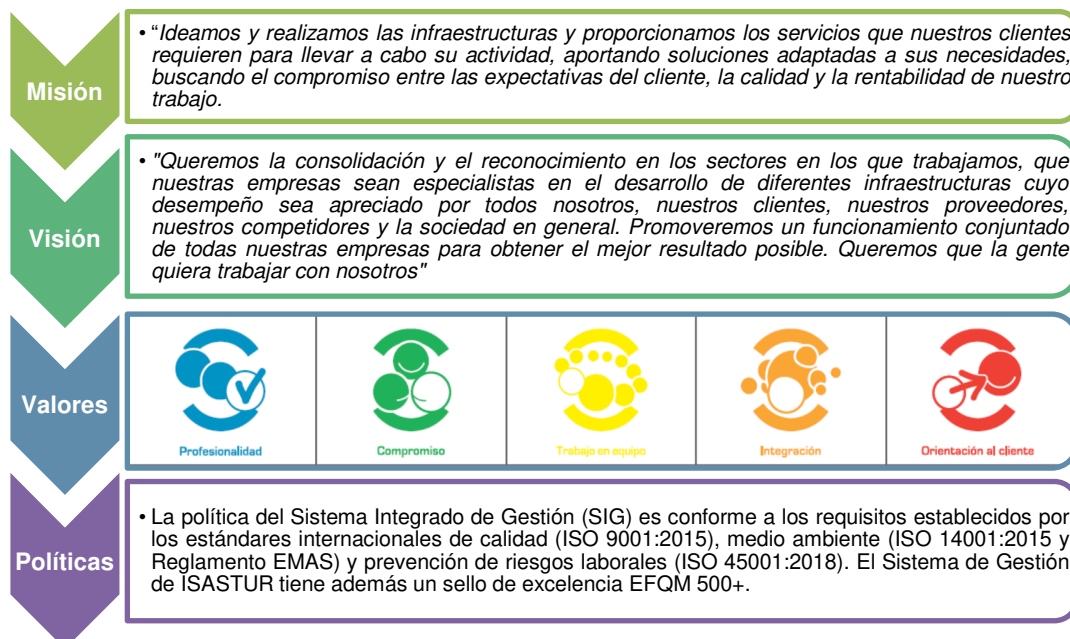 Misión
• “Ideamos y realizamos las infraestructuras y proporcionamos los servicios que nuestros clientes
requieren para llevar a cabo su actividad, aportando soluciones adaptadas a sus necesidades,
buscando el compromiso entre las expectativas del cliente, la calidad y la rentabilidad de nuestro
trabajo.
Visión
• "Queremos la consolidación y el reconocimiento en los sectores en los que trabajamos, que
nuestras empresas sean especialistas en el desarrollo de diferentes infraestructuras cuyo
desempeño sea apreciado por todos nosotros, nuestros clientes, nuestros proveedores,
nuestros competidores y la sociedad en general. Promoveremos un funcionamiento conjuntado
de todas nuestras empresas para obtener el mejor resultado posible. Queremos que la gente
quiera trabajar con nosotros"
Valores
Profesionalidad
Compromiso
Trabajo en equipo
Integración
Orientación al cliente
Políticas
• La política del Sistema Integrado de Gestión (SIG) es conforme a los requisitos establecidos por
los estándares internacionales de calidad (ISO 9001:2015), medio ambiente (ISO 14001:2015 y
Reglamento EMAS) y prevención de riesgos laborales (ISO 45001:2018). El Sistema de Gestión
de ISASTUR tiene además un sello de excelencia EFQM 500+.